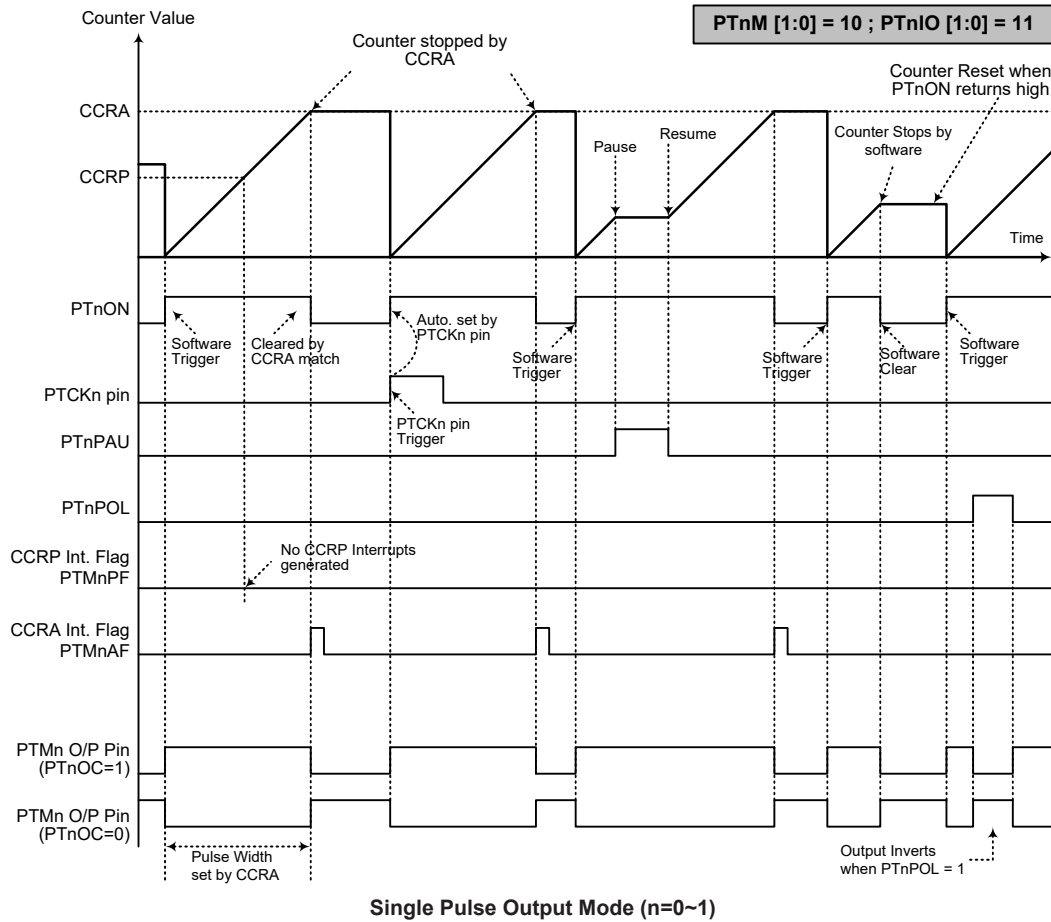 Counter Value
PTnM [1:0] = 10 ; PTnIO [1:0] = 11
Counter stopped by
CCRA
Counter Reset when
PTnON returns high
CCRA
Pause
Resume
Counter Stops by
software
CCRP
Time
PTnON
Software
Trigger
Cleared by
CCRA match
Auto. set by
PTCKn pin
Software
Trigger
Software
Trigger
Software
Clear
Software
Trigger
PTCKn pin
PTCKn pin
Trigger
PTnPAU
PTnPOL
CCRP Int. Flag
PTMnPF
No CCRP Interrupts
generated
CCRA Int. Flag
PTMnAF
PTMn O/P Pin
(PTnOC=1)
PTMn O/P Pin
(PTnOC=0)
Pulse Width
set by CCRA
Output Inverts
when PTnPOL = 1
Single Pulse Output Mode (n=0~1)